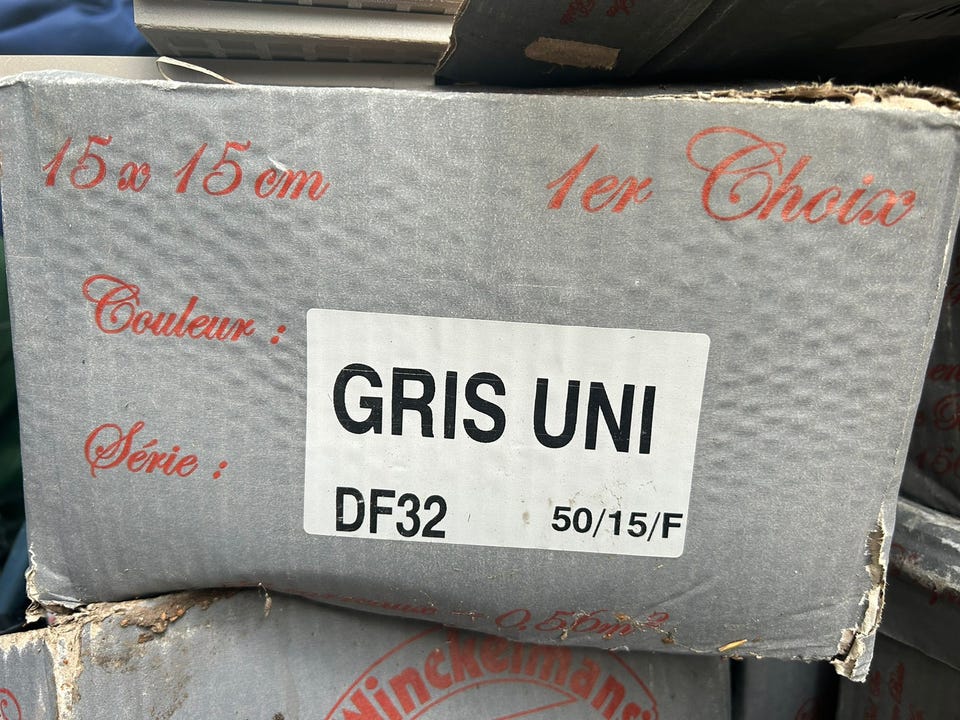 15 x 15 cm
1er Choix
Couleur :
GRIS UNI
Série :
DF32
50/15/F
0,56m²
Winckelmans